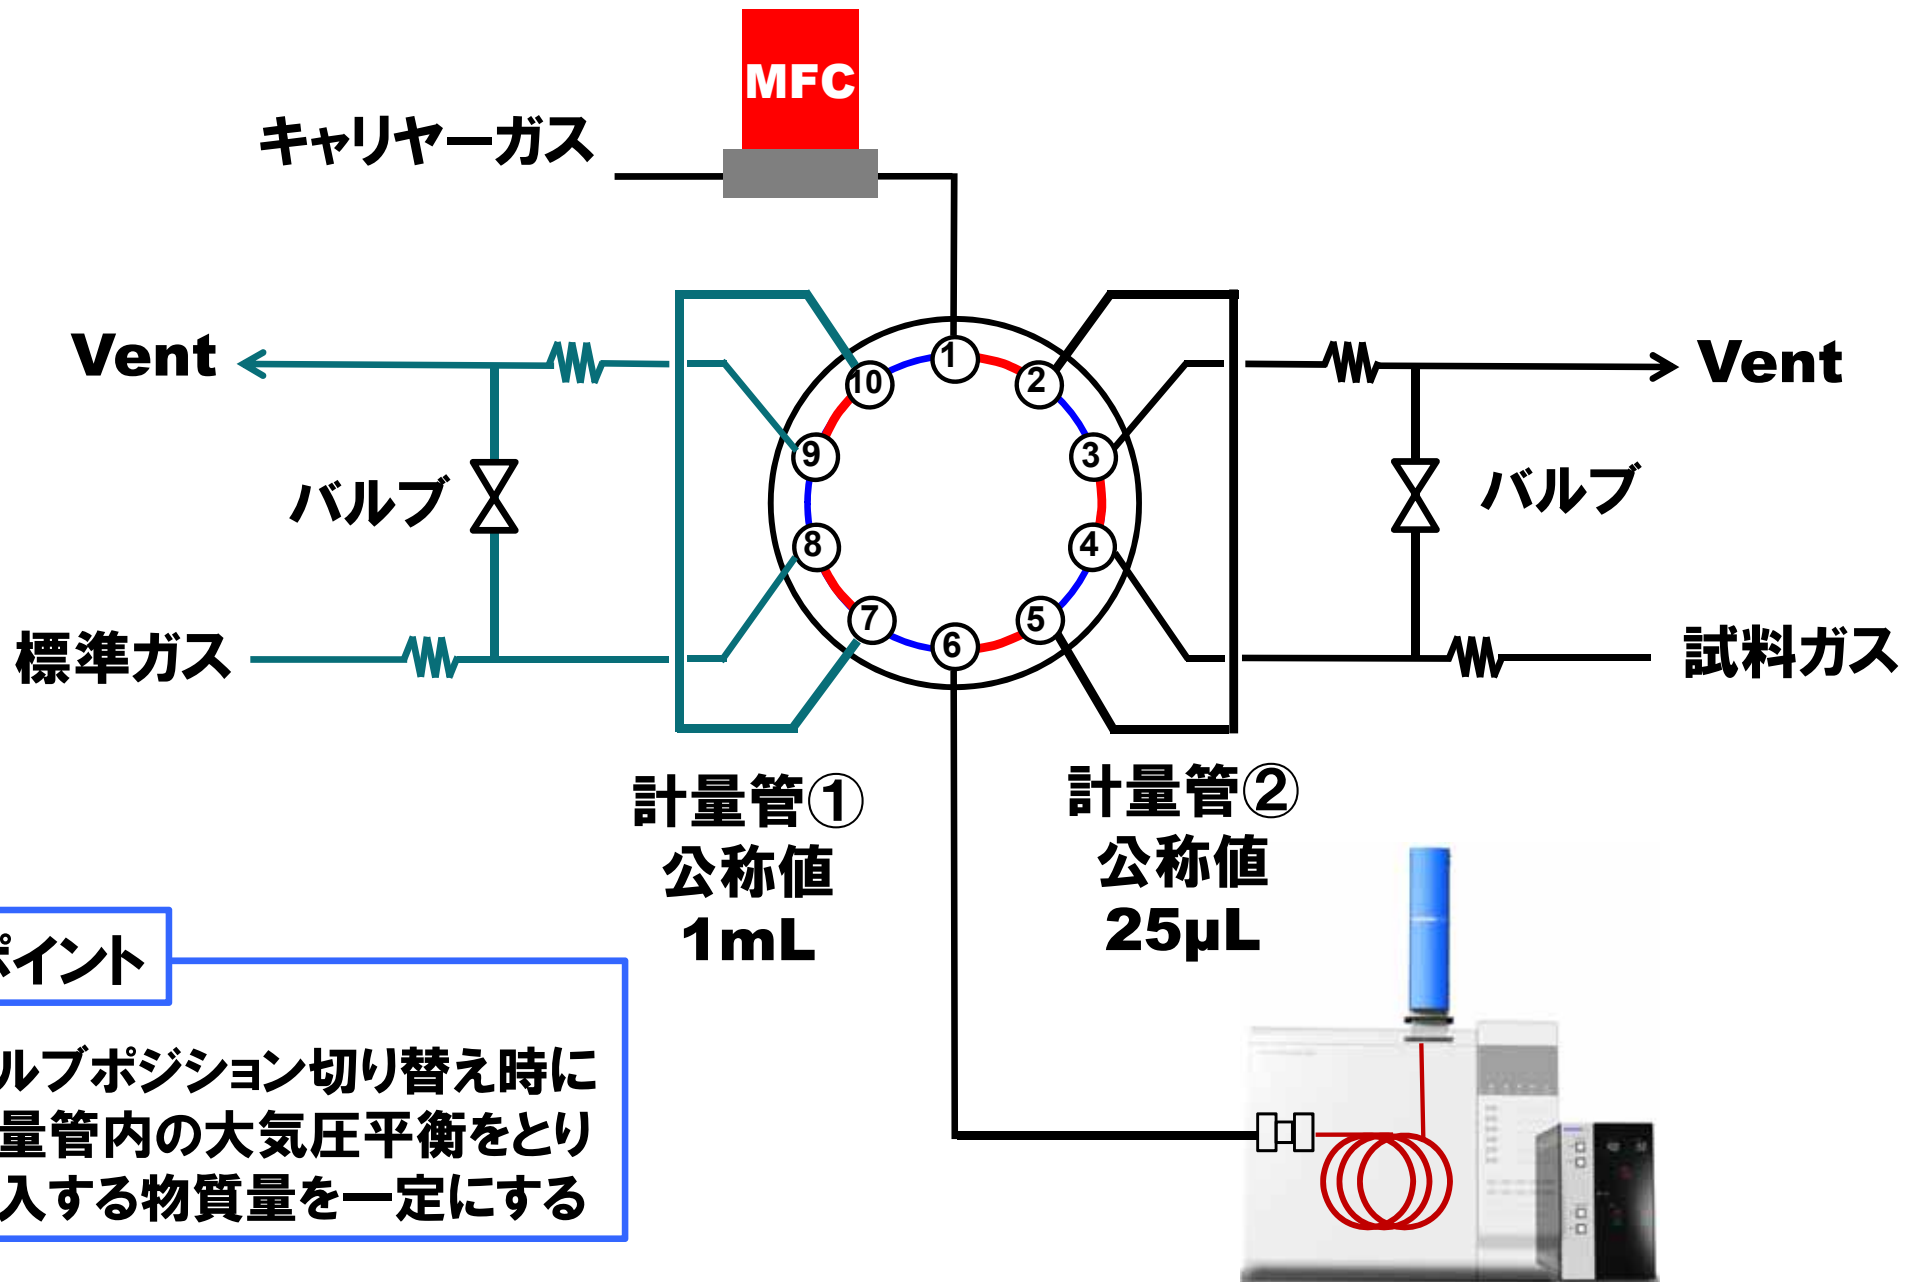 MFC
キャリヤーガス
Vent
Vent
1
10
2
9
3
バルブ
バルブ
8
4
7
5
6
標準ガス
試料ガス
計量管①
公称値
1mL
計量管②
公称値
25μL
ポイント
ルブポジション切り替え時に
量管内の大気圧平衡をとり
入する物質量を一定にする